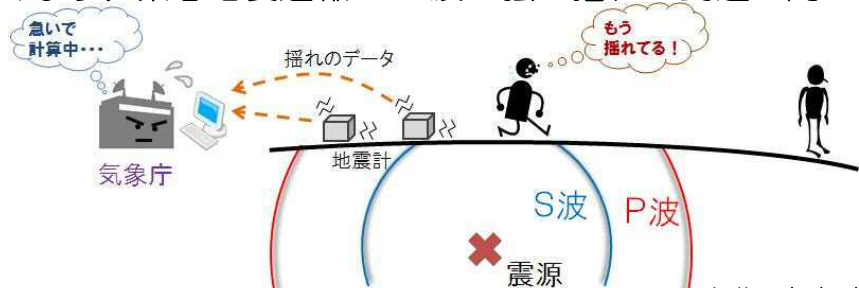 急いで
計算中・・・
もう
揺れてる！
揺れのデータ
地震計
気象庁
S波
P波
震源